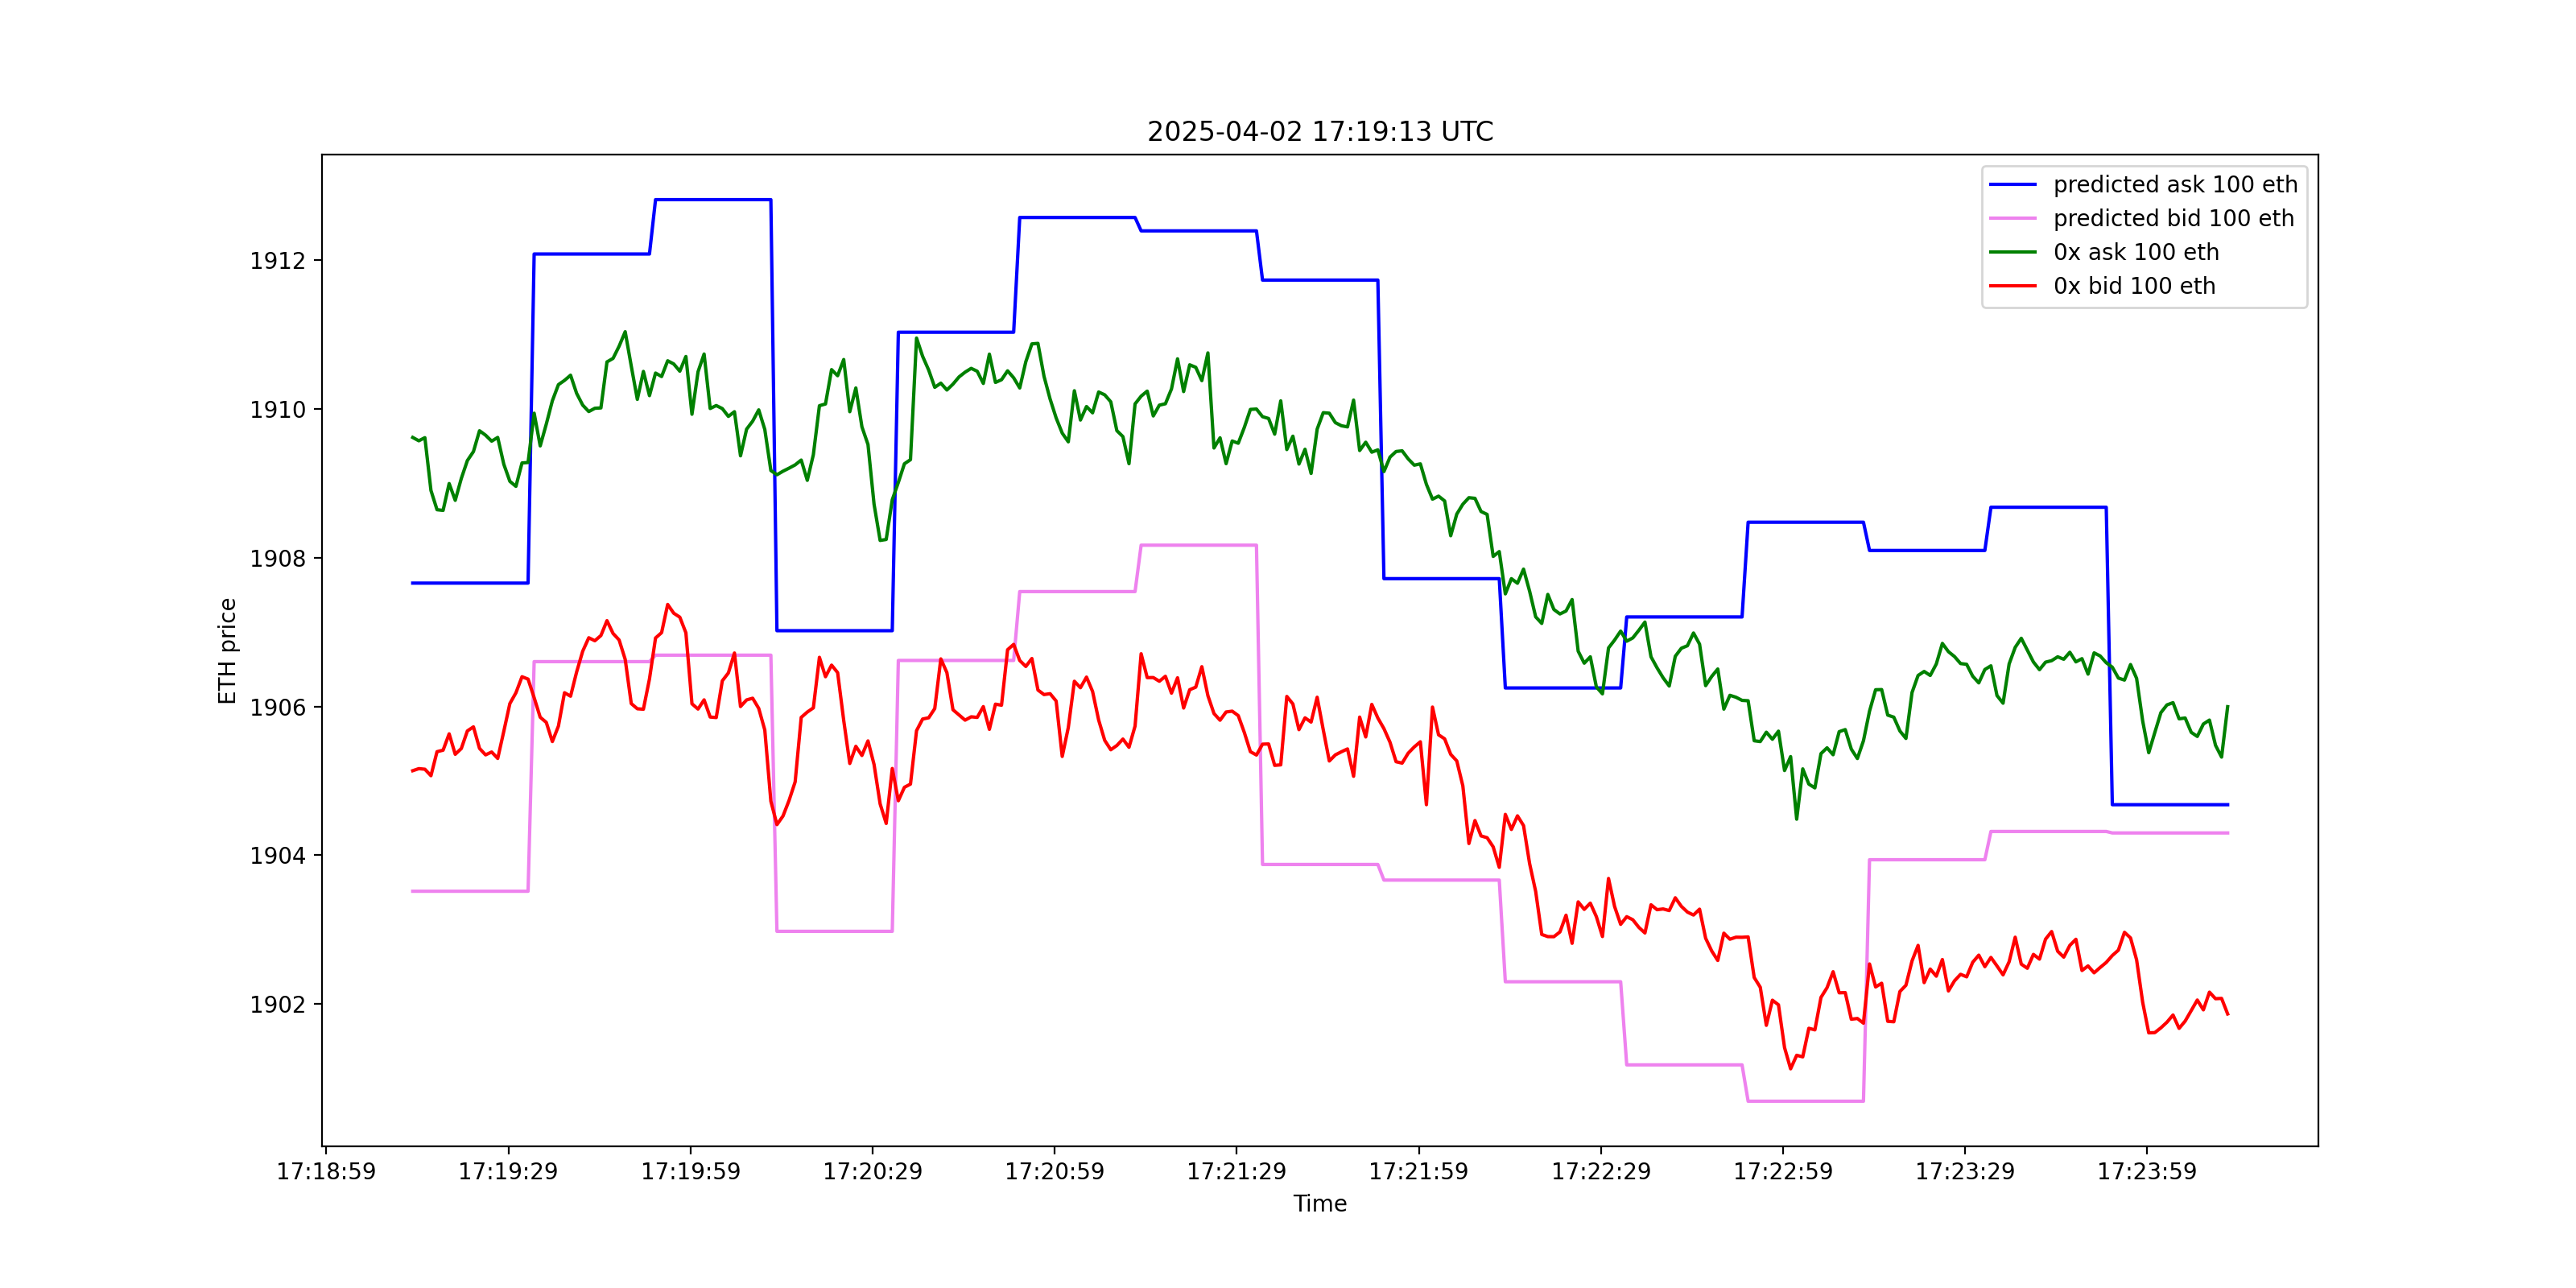 2025-04-02 17:19:13 UTC
predicted ask 100 eth
predicted bid 100 eth
0x ask 100 eth
0x bid 100 eth
ETH price
1912
1910
1908
1906
1904
1902
17:18:59 17:19:29 17:19:59 17:20:29 17:20:59 17:21:29 17:21:59 17:22:29 17:22:59 17:23:29 17:23:59
Time